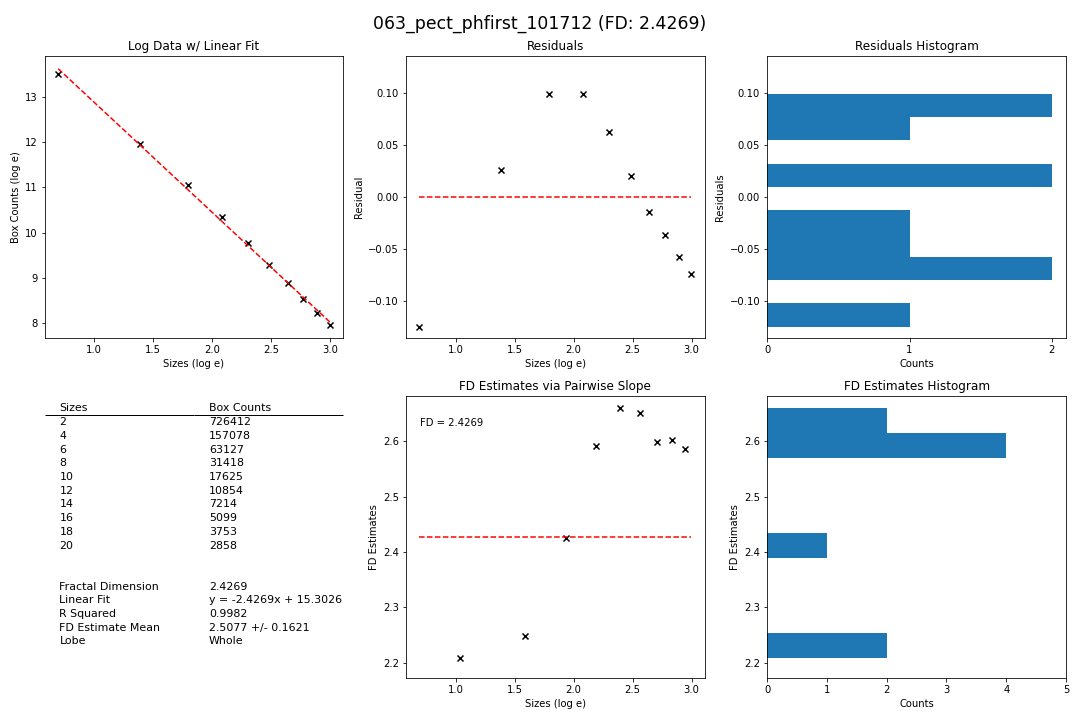 063_pect_phfirst_101712 (FD: 2.4269)
Log Data w/ Linear Fit
Box Counts (log e)
13
12
11
10
9
8
1.0 1.5 2.0 2.5 3.0
Sizes (log e)
Residuals
Residual
0.10
0.05
0.00
−0.05
−0.10
1.0 1.5 2.0 2.5 3.0
Sizes (log e)
Residuals Histogram
Residuals
0.10
0.05
0.00
−0.05
−0.10
0 1 2
Counts
Sizes Box Counts
2 726412
4 157078
6 63127
8 31418
10 17625
12 10854
14 7214
16 5099
18 3753
20 2858
Fractal Dimension 2.4269
Linear Fit y = -2.4269x + 15.3026
R Squared 0.9982
FD Estimate Mean 2.5077 +/- 0.1621
Lobe Whole
FD Estimates via Pairwise Slope
FD = 2.4269
FD Estimates
2.6
2.5
2.4
2.3
2.2
1.0 1.5 2.0 2.5 3.0
Sizes (log e)
FD Estimates Histogram
FD Estimates
2.6
2.5
2.4
2.3
2.2
0 1 2 3 4 5
Counts